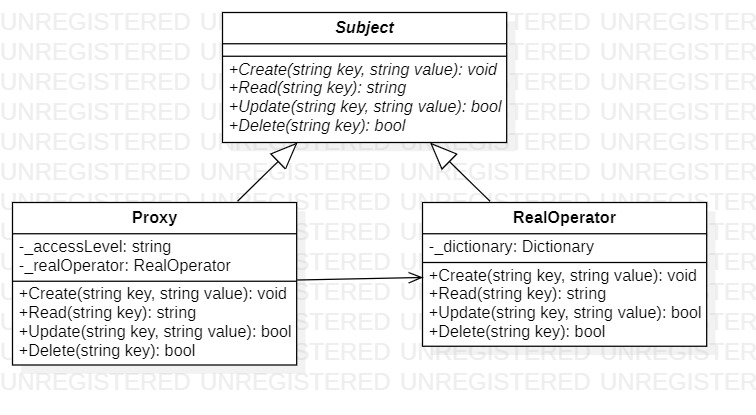 Subject
+Create(string key, string value): void
+Read(string key): string
+Update(string key, string value): bool
+Delete(string key): bool
Proxy
-_accessLevel: string
-_realOperator: RealOperator
+Create(string key, string value): void
+Read(string key): string
+Update(string key, string value): bool
+Delete(string key): bool
RealOperator
-_dictionary: Dictionary
+Create(string key, string value): void
+Read(string key): string
+Update(string key, string value): bool
+Delete(string key): bool
UNREGISTERED UNREGISTERED UNREGISTERED UNREGISTERED